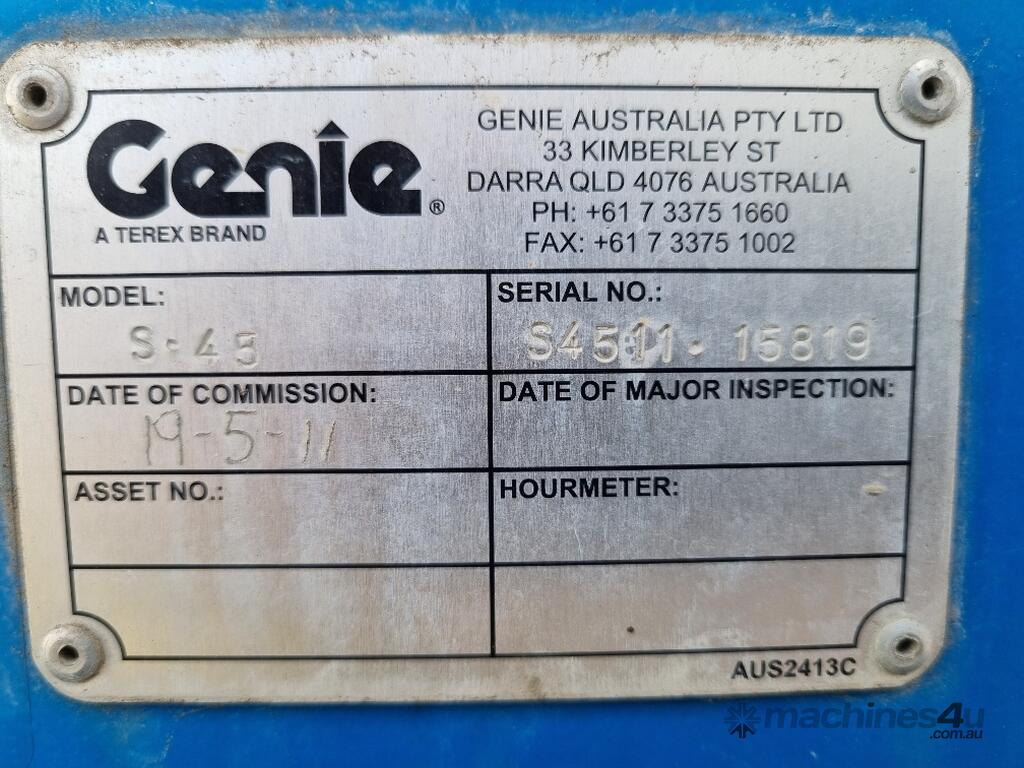 Genie®
A TEREX BRAND
GENIE AUSTRALIA PTY LTD
33 KIMBERLEY ST
DARRA QLD 4076 AUSTRALIA
PH: +61 7 3375 1660
FAX: +61 7 3375 1002
MODEL:
S-45
SERIAL NO.:
S4511-15819
DATE OF COMMISSION:
19-5-11
DATE OF MAJOR INSPECTION:
ASSET NO.:
HOURMETER:
AUS2413C
machines4u
.com.au